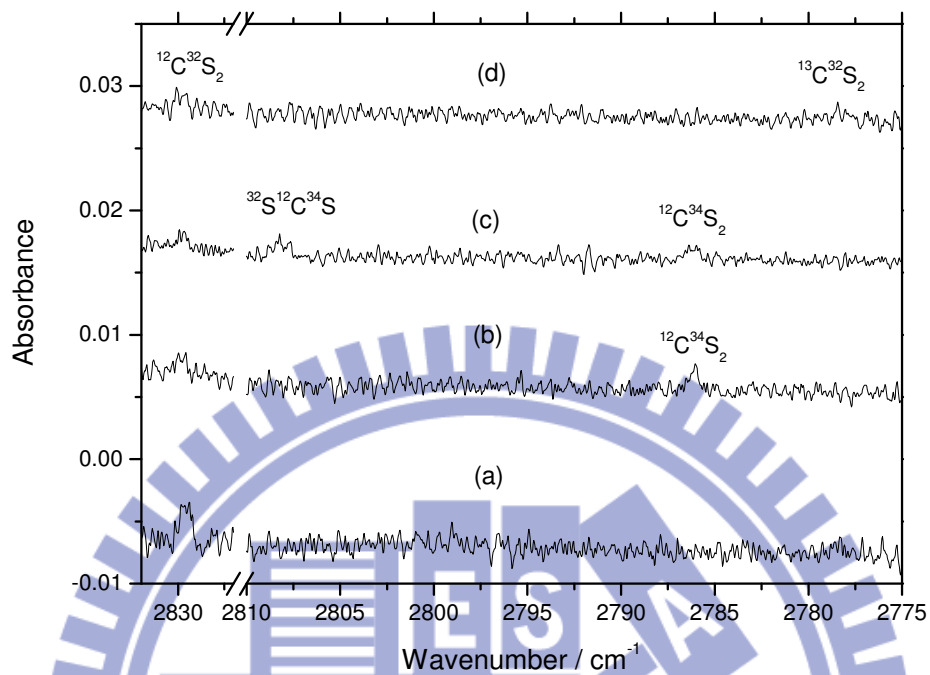 ¹²C³²S₂
(d)
¹³C³²S₂
0.03
³²S¹²C³⁴S
(c)
¹²C³⁴S₂
0.02
(b)
¹²C³⁴S₂
0.01
(a)
0.00
-0.01
Absorbance
2830 2810 2805 2800 2795 2790 2785 2780 2775
Wavenumber / cm⁻¹
E S A